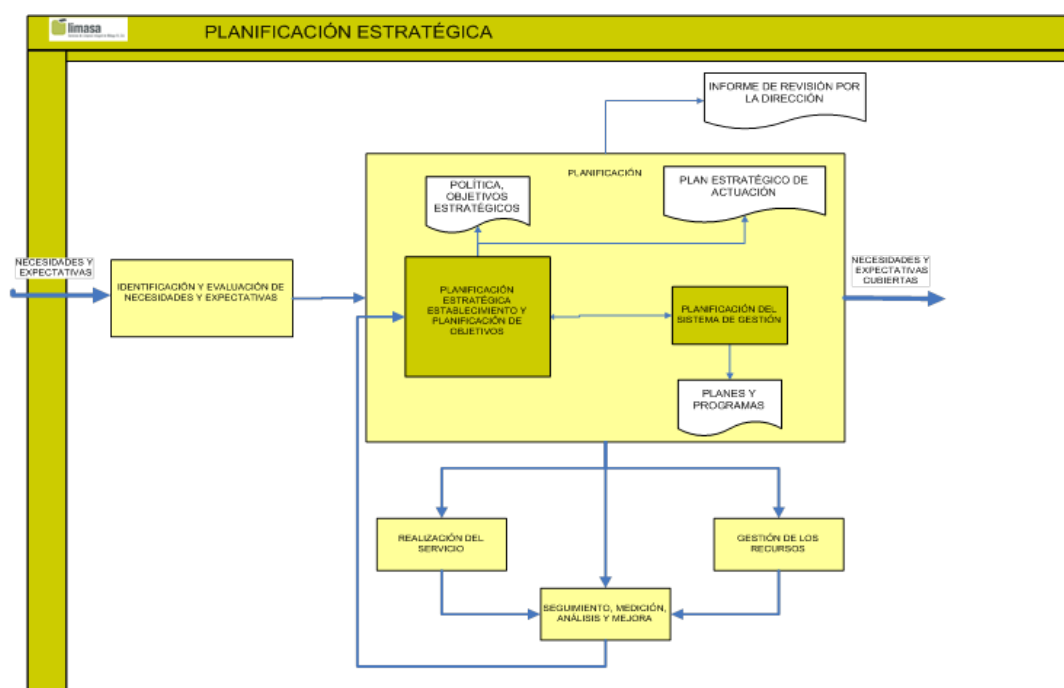 limasa
PLANIFICACIÓN ESTRATÉGICA
INFORME DE REVISIÓN POR
LA DIRECCIÓN
PLANIFICACIÓN
POLÍTICA,
OBJETIVOS
ESTRATÉGICOS
PLAN ESTRATÉGICO DE
ACTUACIÓN
NECESIDADES Y
EXPECTATIVAS
IDENTIFICACIÓN Y EVALUACIÓN DE
NECESIDADES Y EXPECTATIVAS
PLANIFICACIÓN
ESTRATÉGICA
ESTABLECIMIENTO Y
PLANIFICACIÓN DE
OBJETIVOS
PLANIFICACIÓN DEL
SISTEMA DE GESTIÓN
NECESIDADES Y
EXPECTATIVAS
CUBIERTAS
PLANES Y
PROGRAMAS
REALIZACIÓN DEL
SERVICIO
GESTIÓN DE LOS
RECURSOS
SEGUIMIENTO, MEDICIÓN,
ANÁLISIS Y MEJORA